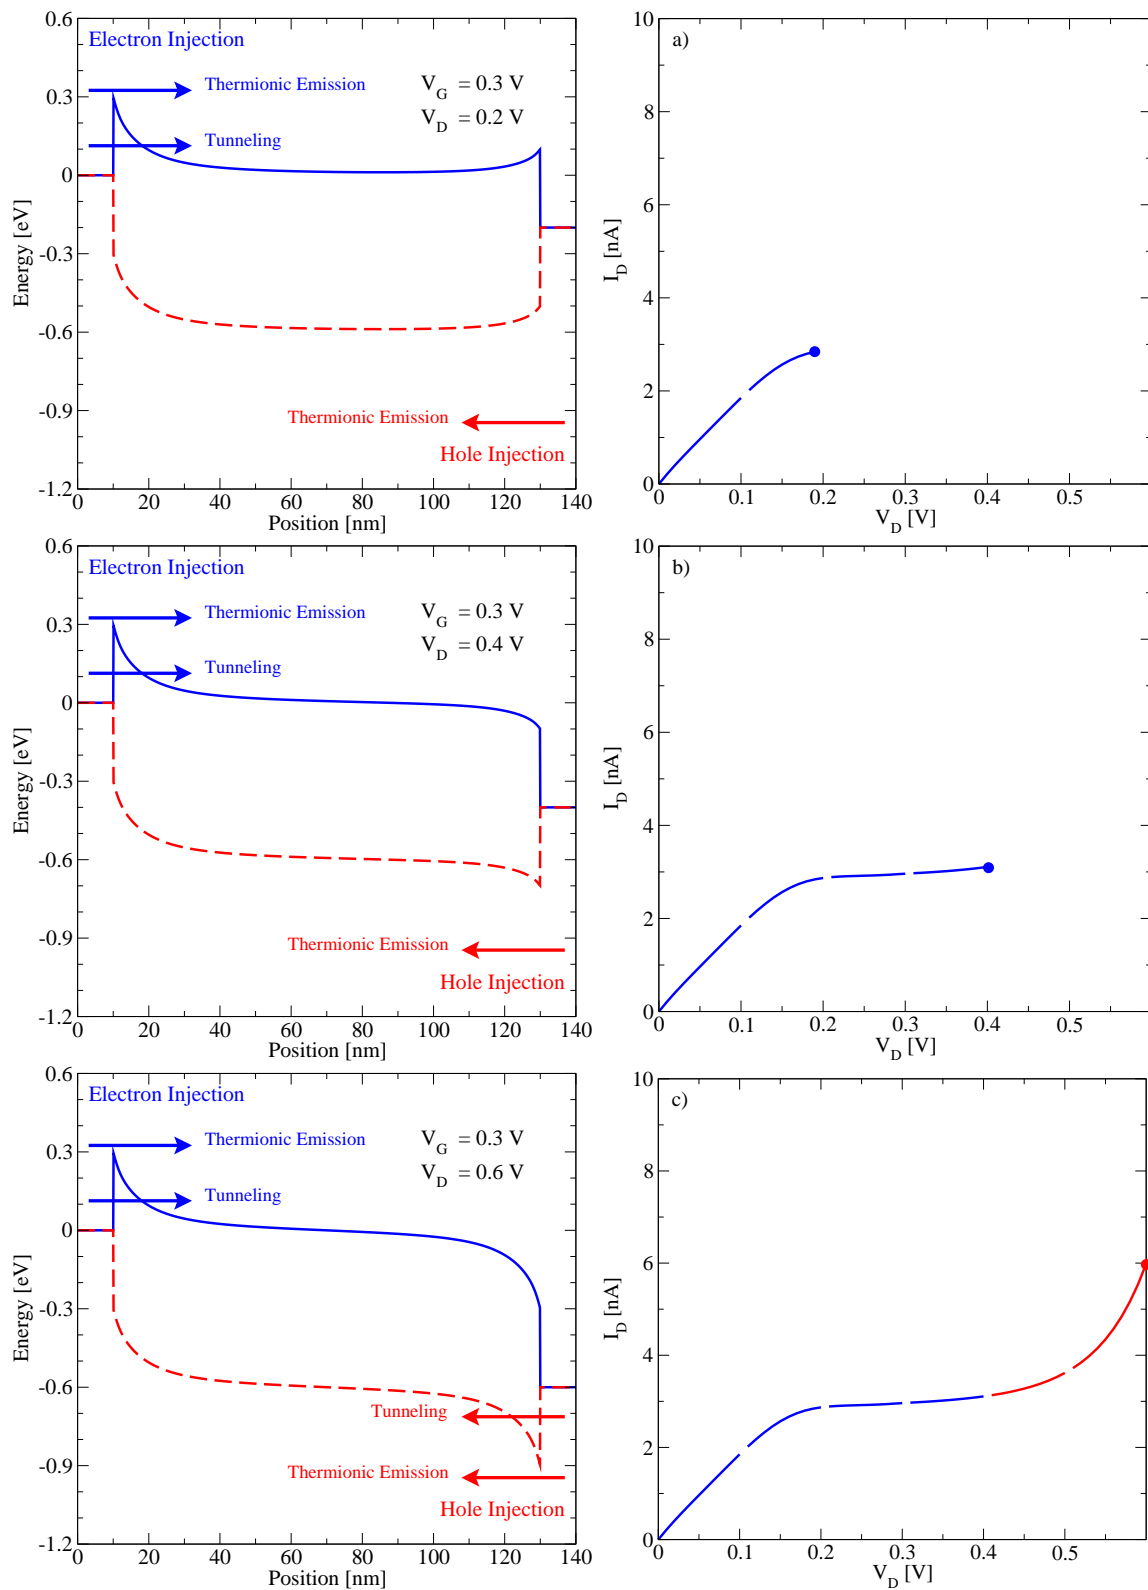 0.6
Electron Injection
Thermionic Emission
V_G = 0.3 V
V_D = 0.2 V
0.3
Tunneling
0
Energy [eV]
-0.3
-0.6
-0.9
Thermionic Emission
Hole Injection
-1.2
0 20 40 60 80 100 120 140
Position [nm]
a)
10
8
6
4
2
0
I_D [nA]
0 0.1 0.2 0.3 0.4 0.5
V_D [V]
0.6
Electron Injection
Thermionic Emission
V_G = 0.3 V
V_D = 0.4 V
0.3
Tunneling
0
Energy [eV]
-0.3
-0.6
-0.9
Thermionic Emission
Hole Injection
-1.2
0 20 40 60 80 100 120 140
Position [nm]
b)
10
8
6
4
2
0
I_D [nA]
0 0.1 0.2 0.3 0.4 0.5
V_D [V]
0.6
Electron Injection
Thermionic Emission
V_G = 0.3 V
V_D = 0.6 V
0.3
Tunneling
0
Energy [eV]
-0.3
-0.6
Tunneling
-0.9
Thermionic Emission
Hole Injection
-1.2
0 20 40 60 80 100 120 140
Position [nm]
c)
10
8
6
4
2
0
I_D [nA]
0 0.1 0.2 0.3 0.4 0.5
V_D [V]